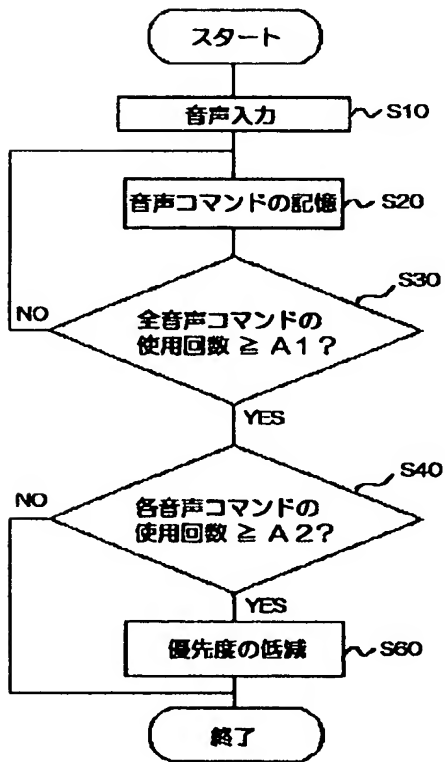 スタート
音声入力
S10
音声コマンドの記憶
S20
S30
全音声コマンドの
使用回数 ≧ A1?
NO
YES
S40
各音声コマンドの
使用回数 ≧ A2?
NO
YES
優先度の低減
S60
終了